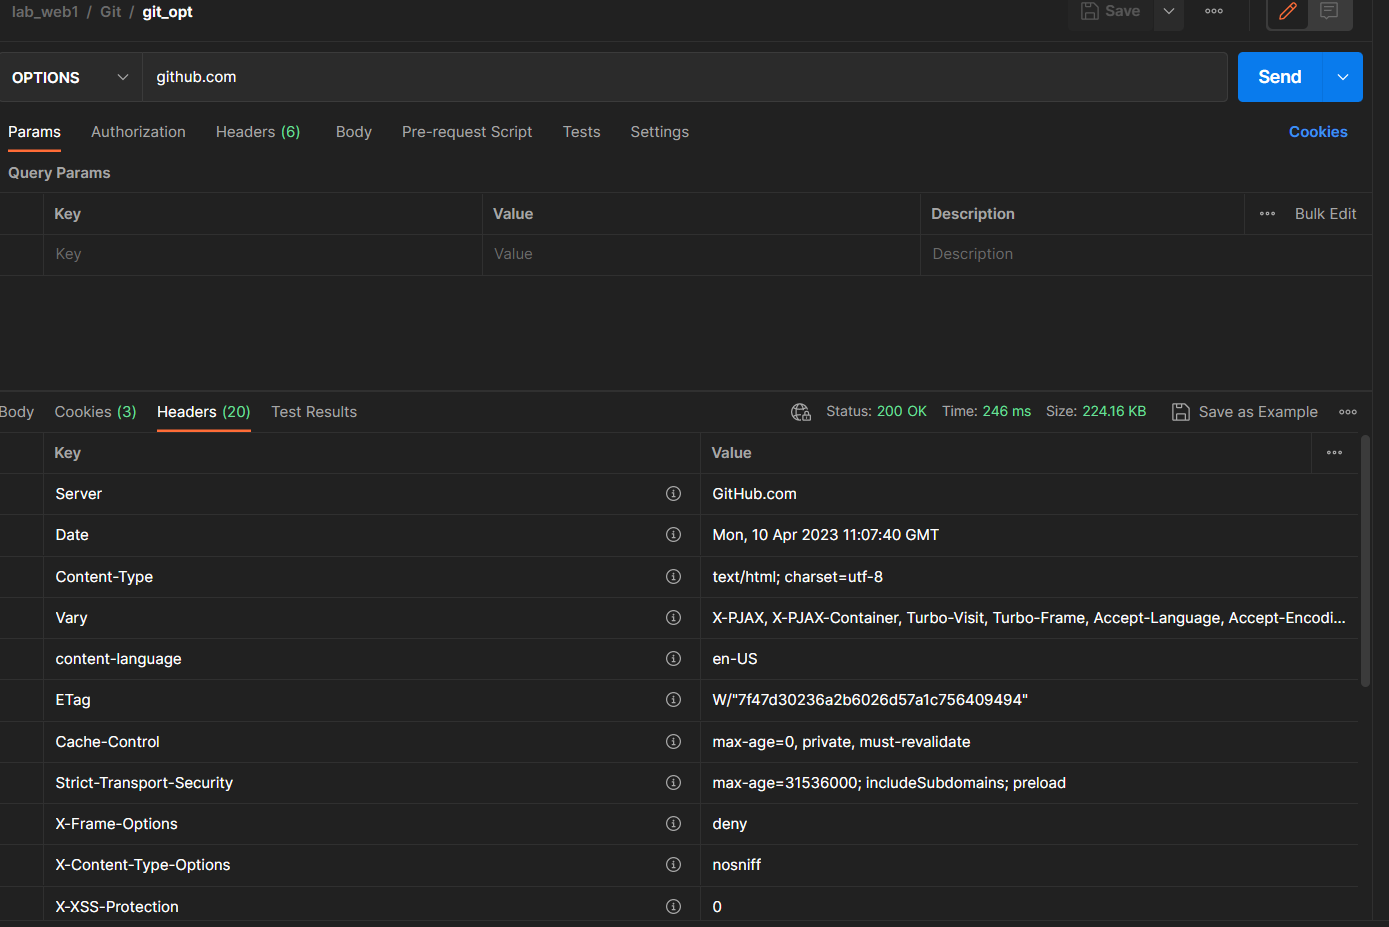 lab_web1 / Git / git_opt Save
OPTIONS github.com Send
Params Authorization Headers (6) Body Pre-request Script Tests Settings Cookies
Query Params
Key Value Description Bulk Edit
Key Value Description
Body Cookies (3) Headers (20) Test Results Status: 200 OK Time: 246 ms Size: 224.16 KB Save as Example
Key Value
Server GitHub.com
Date Mon, 10 Apr 2023 11:07:40 GMT
Content-Type text/html; charset=utf-8
Vary X-PJAX, X-PJAX-Container, Turbo-Visit, Turbo-Frame, Accept-Language, Accept-Encodi...
content-language en-US
ETag W/"7f47d30236a2b6026d57a1c756409494"
Cache-Control max-age=0, private, must-revalidate
Strict-Transport-Security max-age=31536000; includeSubdomains; preload
X-Frame-Options deny
X-Content-Type-Options nosniff
X-XSS-Protection 0